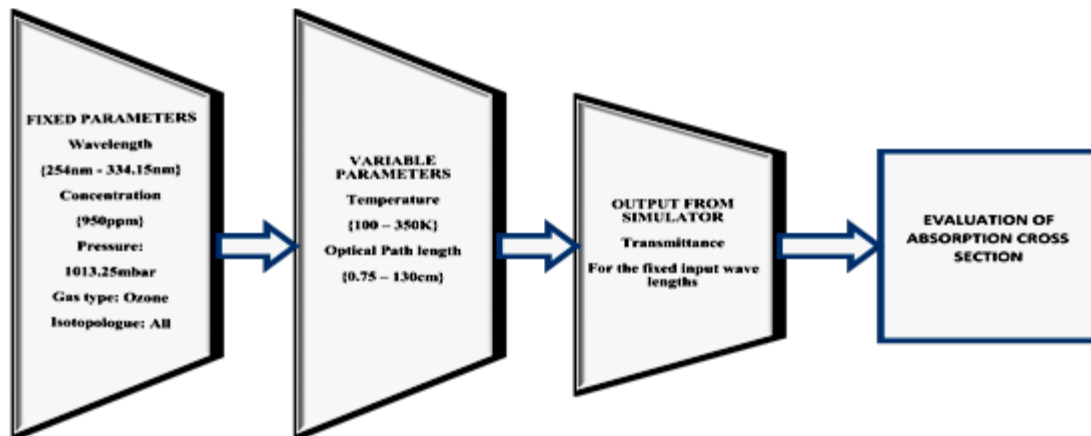 FIXED PARAMETERS
Wavelength
{254nm - 334.15nm}
Concentration
{950ppm}
Pressure:
1013.25mbar
Gas type: Ozone
Isotopologue: All
VARIABLE
PARAMETERS
Temperature
{100 – 350K}
Optical Path length
{0.75 – 130cm}
OUTPUT FROM
SIMULATOR
Transmittance
For the fixed input wave
lengths
EVALUATION OF
ABSORPTION CROSS
SECTION